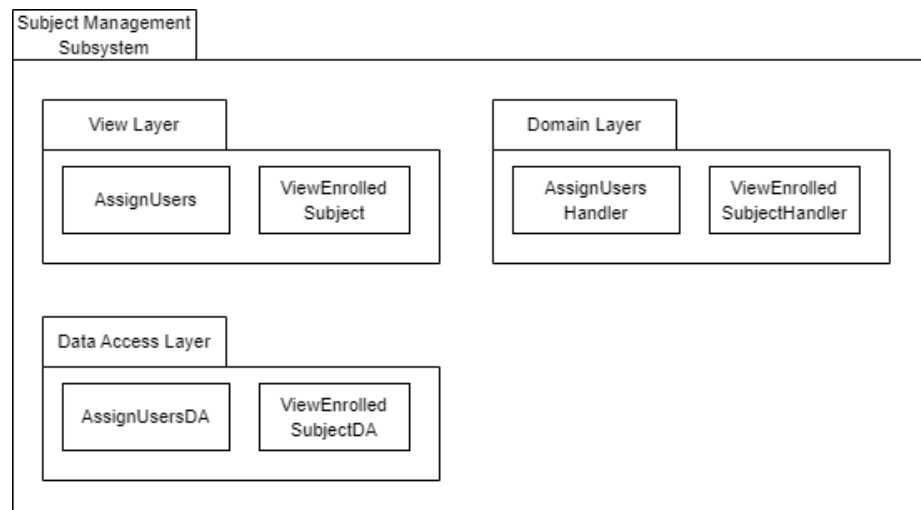 Subject Management
Subsystem
View Layer
AssignUsers
ViewEnrolled
Subject
Domain Layer
AssignUsers
Handler
ViewEnrolled
SubjectHandler
Data Access Layer
AssignUsersDA
ViewEnrolled
SubjectDA